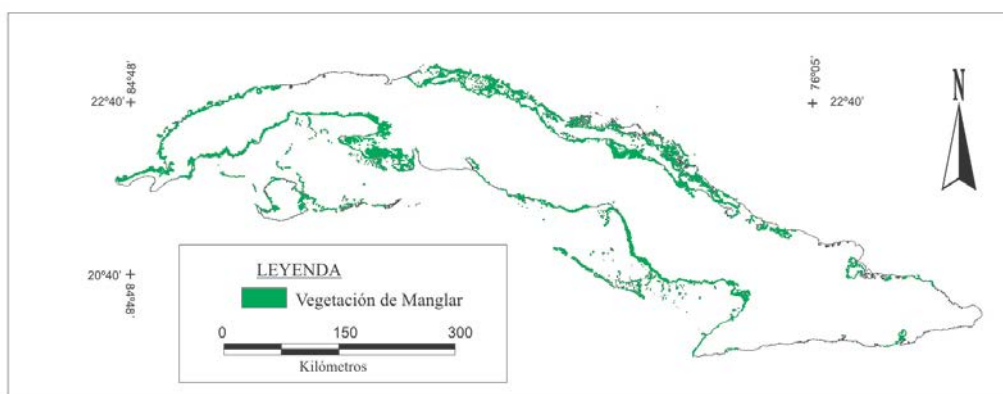 84º48'
22º40'
76º05'
22º40'
N
20º40'
84º48'
LEYENDA
Vegetación de Manglar
0 150 300
Kilómetros